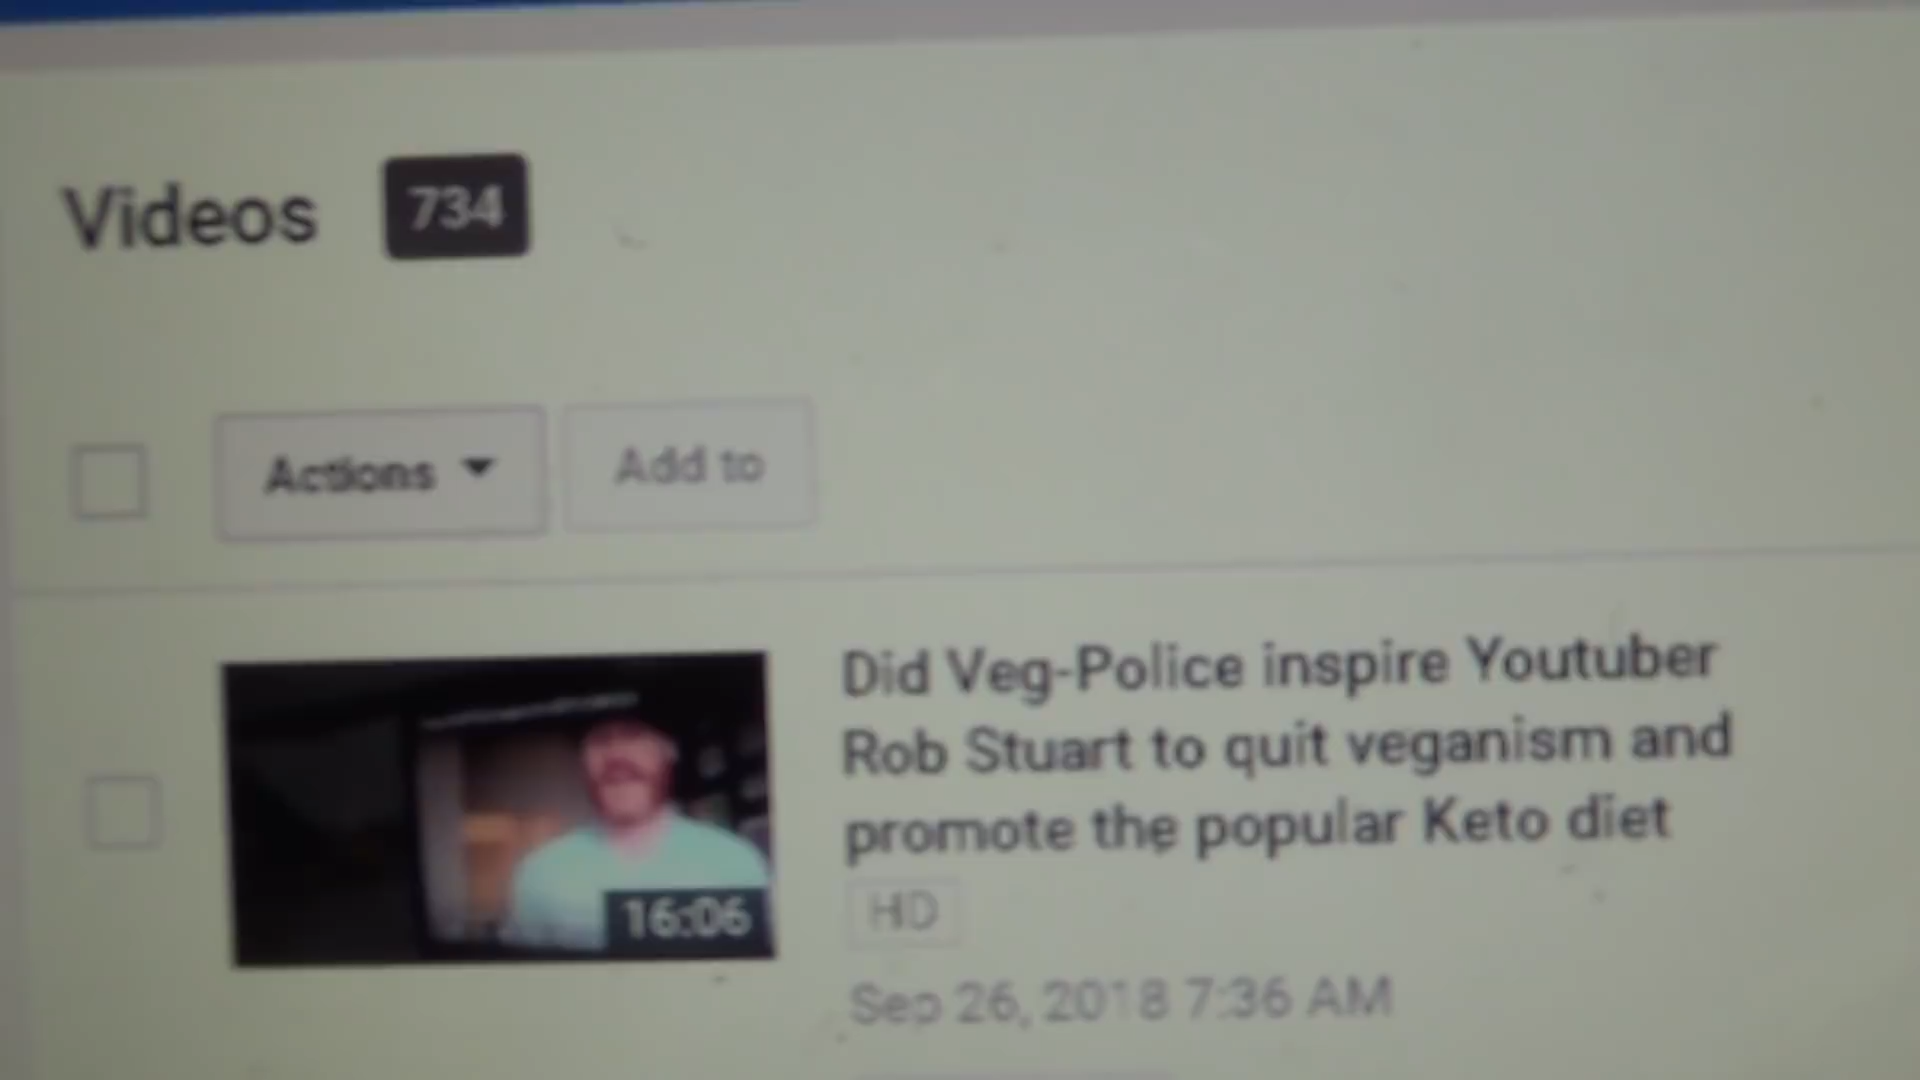 Videos 734
Actions Add to
Did Veg-Police inspire Youtuber
Rob Stuart to quit veganism and
promote the popular Keto diet
16:06
HD
Sep 26, 2018 7:36 AM